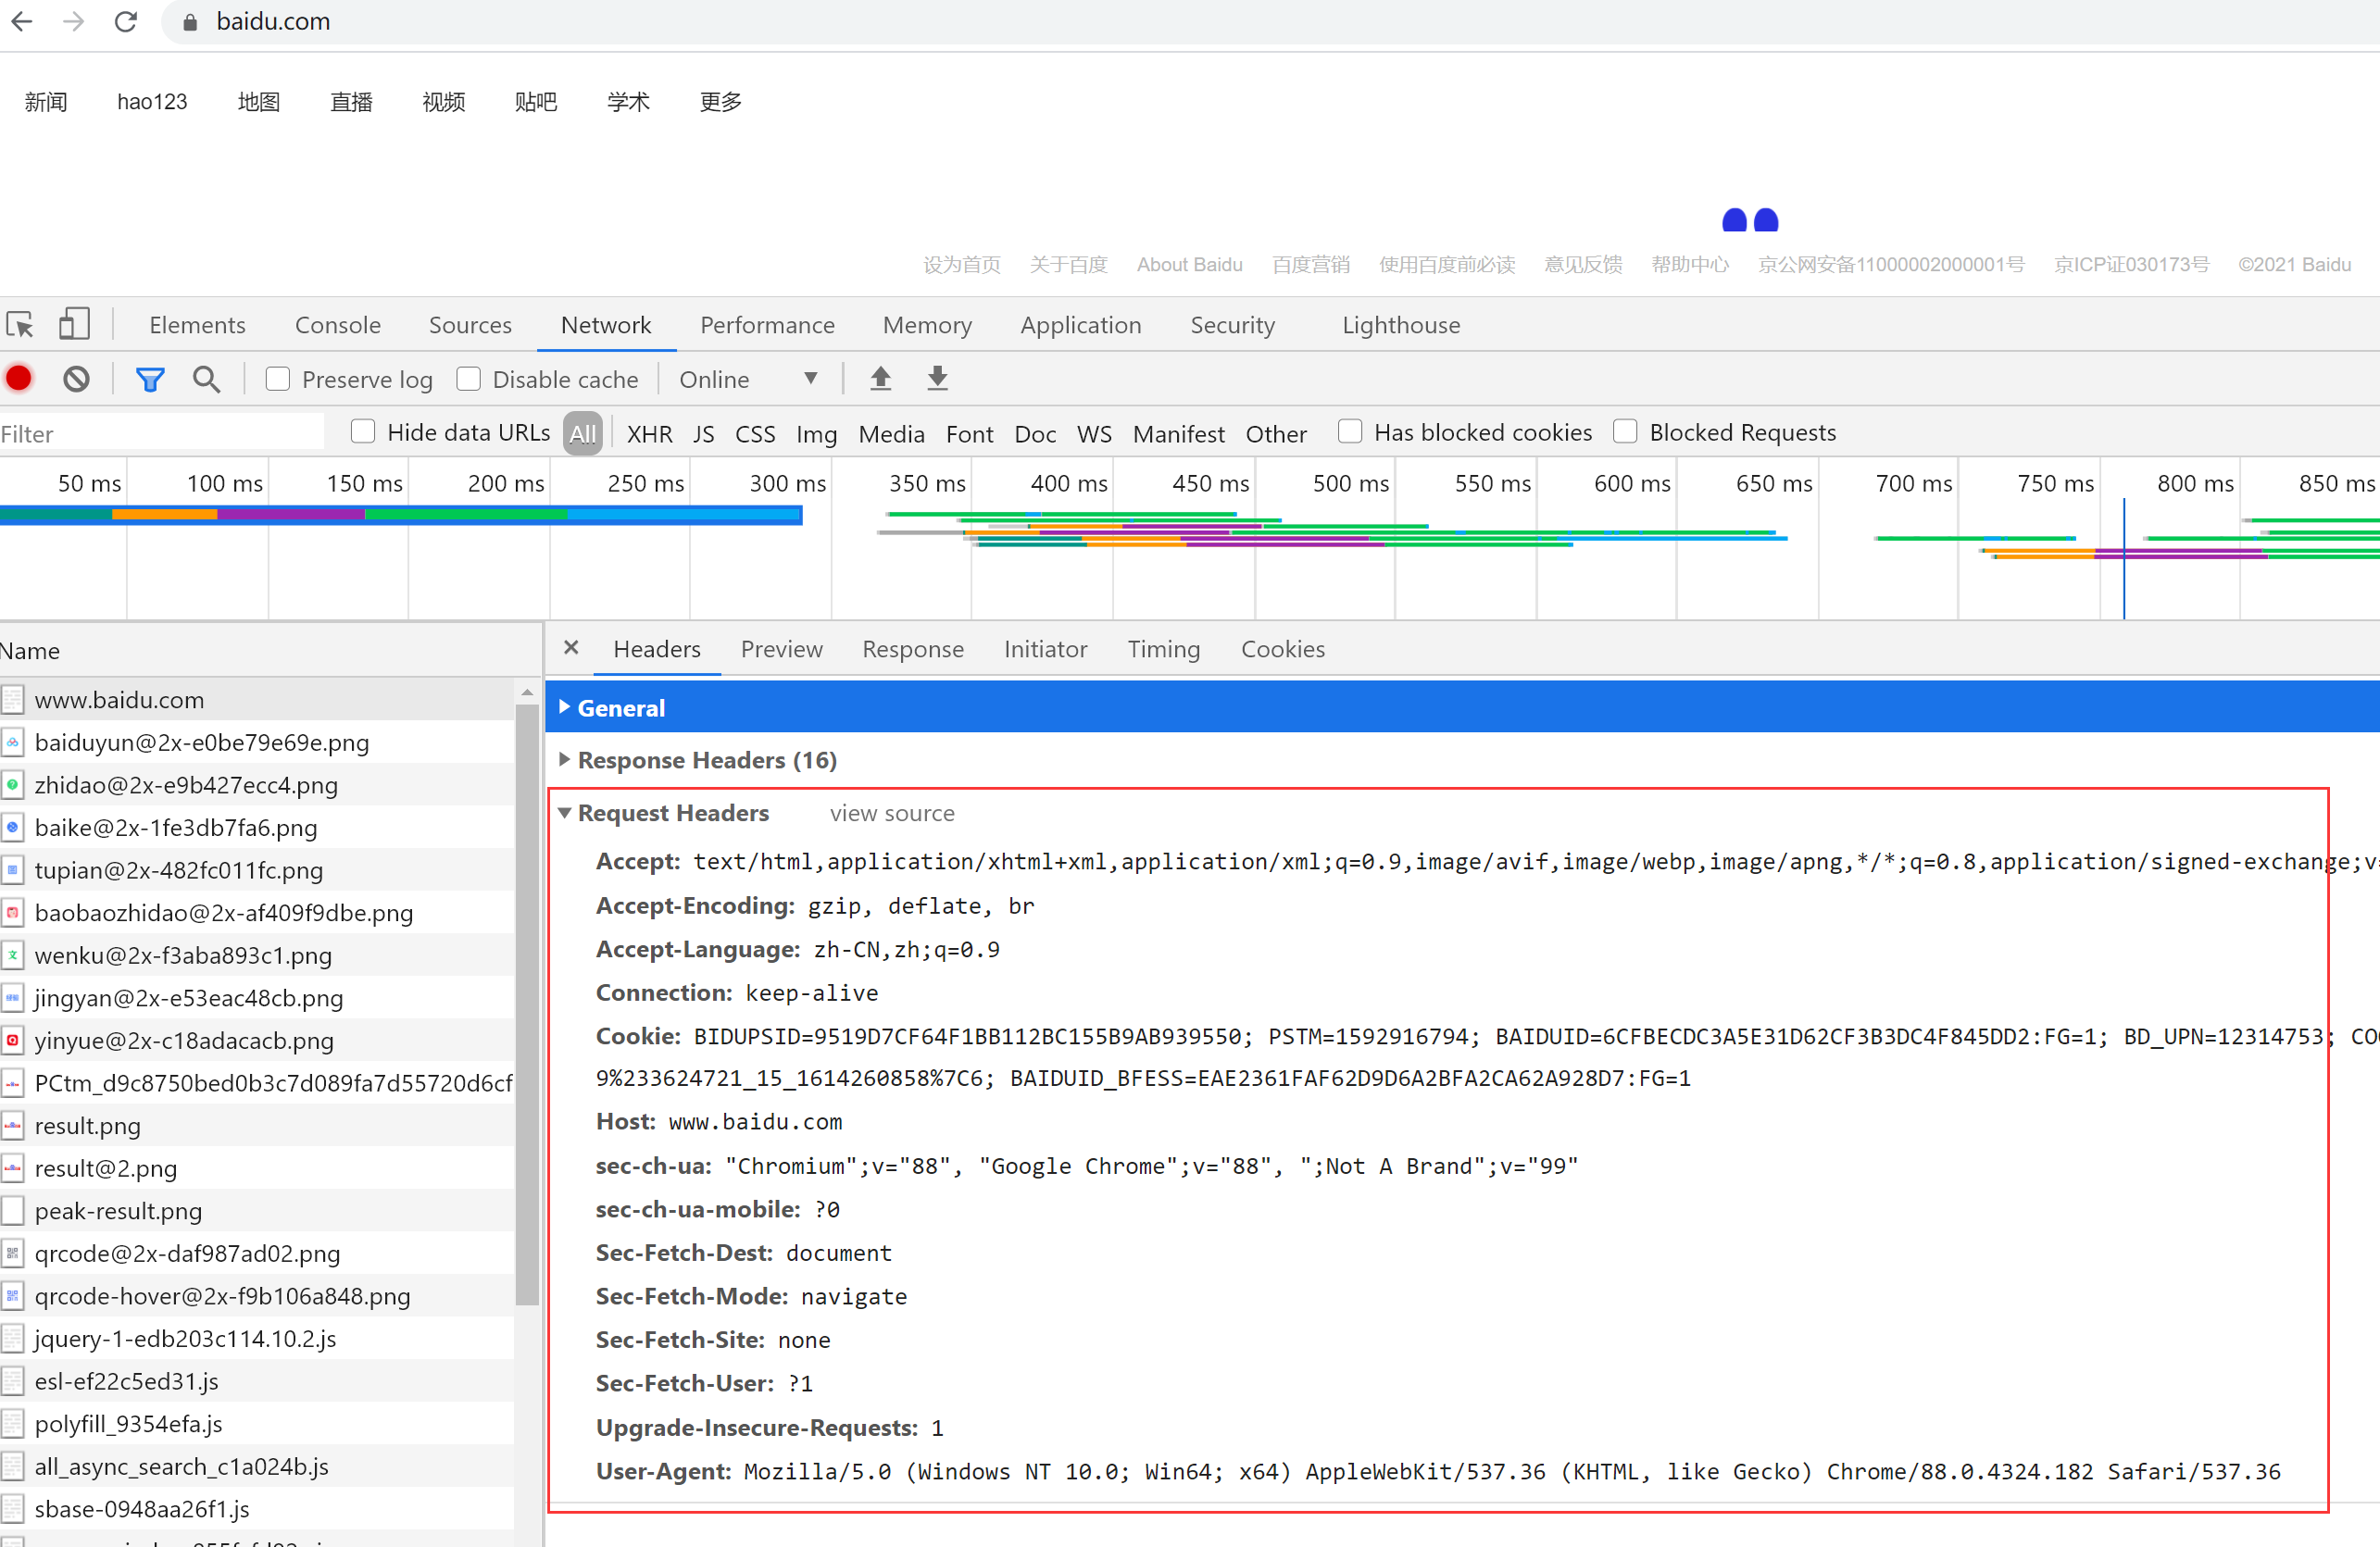 baidu.com
新闻 hao123 地图 直播 视频 贴吧 学术 更多
设为首页 关于百度 About Baidu 百度营销 使用百度前必读 意见反馈 帮助中心 京公网安备11000002000001号 京ICP证030173号 ©2021 Baidu
Elements Console Sources Network Performance Memory Application Security Lighthouse
Preserve log Disable cache Online
Filter Hide data URLs All XHR JS CSS Img Media Font Doc WS Manifest Other Has blocked cookies Blocked Requests
50 ms 100 ms 150 ms 200 ms 250 ms 300 ms 350 ms 400 ms 450 ms 500 ms 550 ms 600 ms 650 ms 700 ms 750 ms 800 ms 850 ms
Name
www.baidu.com
baiduyun@2x-e0be79e69e.png
zhidao@2x-e9b427ecc4.png
baike@2x-1fe3db7fa6.png
tupian@2x-482fc011fc.png
baobaozhidao@2x-af409f9dbe.png
wenku@2x-f3aba893c1.png
jingyan@2x-e53eac48cb.png
yinyue@2x-c18adacacb.png
PCtm_d9c8750bed0b3c7d089fa7d55720d6cf
result.png
result@2.png
peak-result.png
qrcode@2x-daf987ad02.png
qrcode-hover@2x-f9b106a848.png
jquery-1-edb203c114.10.2.js
esl-ef22c5ed31.js
polyfill_9354efa.js
all_async_search_c1a024b.js
sbase-0948aa26f1.js
Headers Preview Response Initiator Timing Cookies
General
Response Headers (16)
Request Headers view source
Accept: text/html,application/xhtml+xml,application/xml;q=0.9,image/avif,image/webp,image/apng,*/*;q=0.8,application/signed-exchange;v=
Accept-Encoding: gzip, deflate, br
Accept-Language: zh-CN,zh;q=0.9
Connection: keep-alive
Cookie: BIDUPSID=9519D7CF64F1BB112BC155B9AB939550; PSTM=1592916794; BAIDUID=6CFBECDC3A5E31D62CF3B3DC4F845DD2:FG=1; BD_UPN=12314753; CO
9%233624721_15_1614260858%7C6; BAIDUID_BFESS=EAE2361FAF62D9D6A2BFA2CA62A928D7:FG=1
Host: www.baidu.com
sec-ch-ua: "Chromium";v="88", "Google Chrome";v="88", ";Not A Brand";v="99"
sec-ch-ua-mobile: ?0
Sec-Fetch-Dest: document
Sec-Fetch-Mode: navigate
Sec-Fetch-Site: none
Sec-Fetch-User: ?1
Upgrade-Insecure-Requests: 1
User-Agent: Mozilla/5.0 (Windows NT 10.0; Win64; x64) AppleWebKit/537.36 (KHTML, like Gecko) Chrome/88.0.4324.182 Safari/537.36